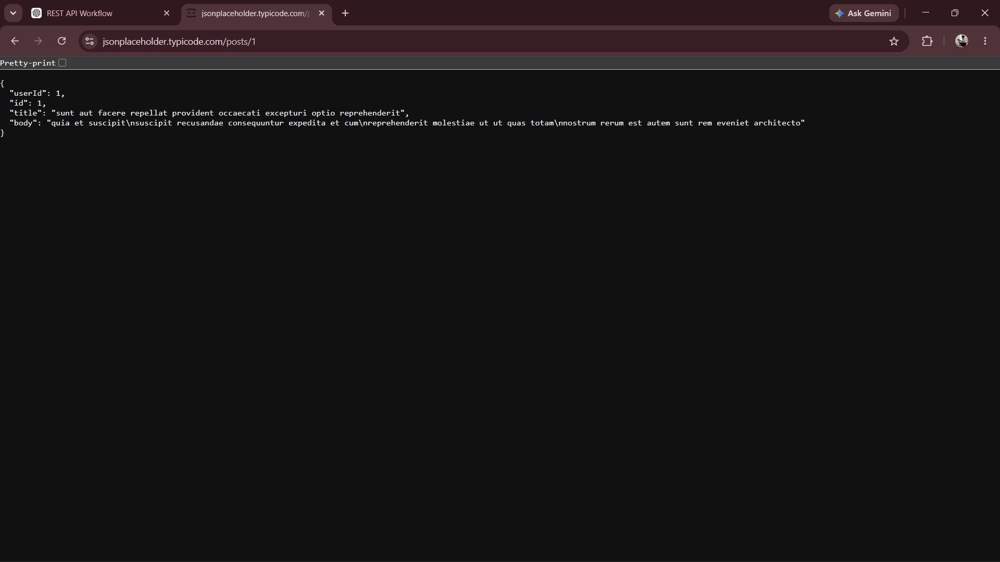 REST API Workflow
jsonplaceholder.typicode.com/
Ask Gemini
jsonplaceholder.typicode.com/posts/1
Pretty-print
{
"userId": 1,
"id": 1,
"title": "sunt aut facere repellat provident occaecati excepturi optio reprehenderit",
"body": "quia et suscipit\nsuscipit recusandae consequuntur expedita et cum\nreprehenderit molestiae ut ut quas totam\nnostrum rerum est autem sunt rem eveniet architecto"
}